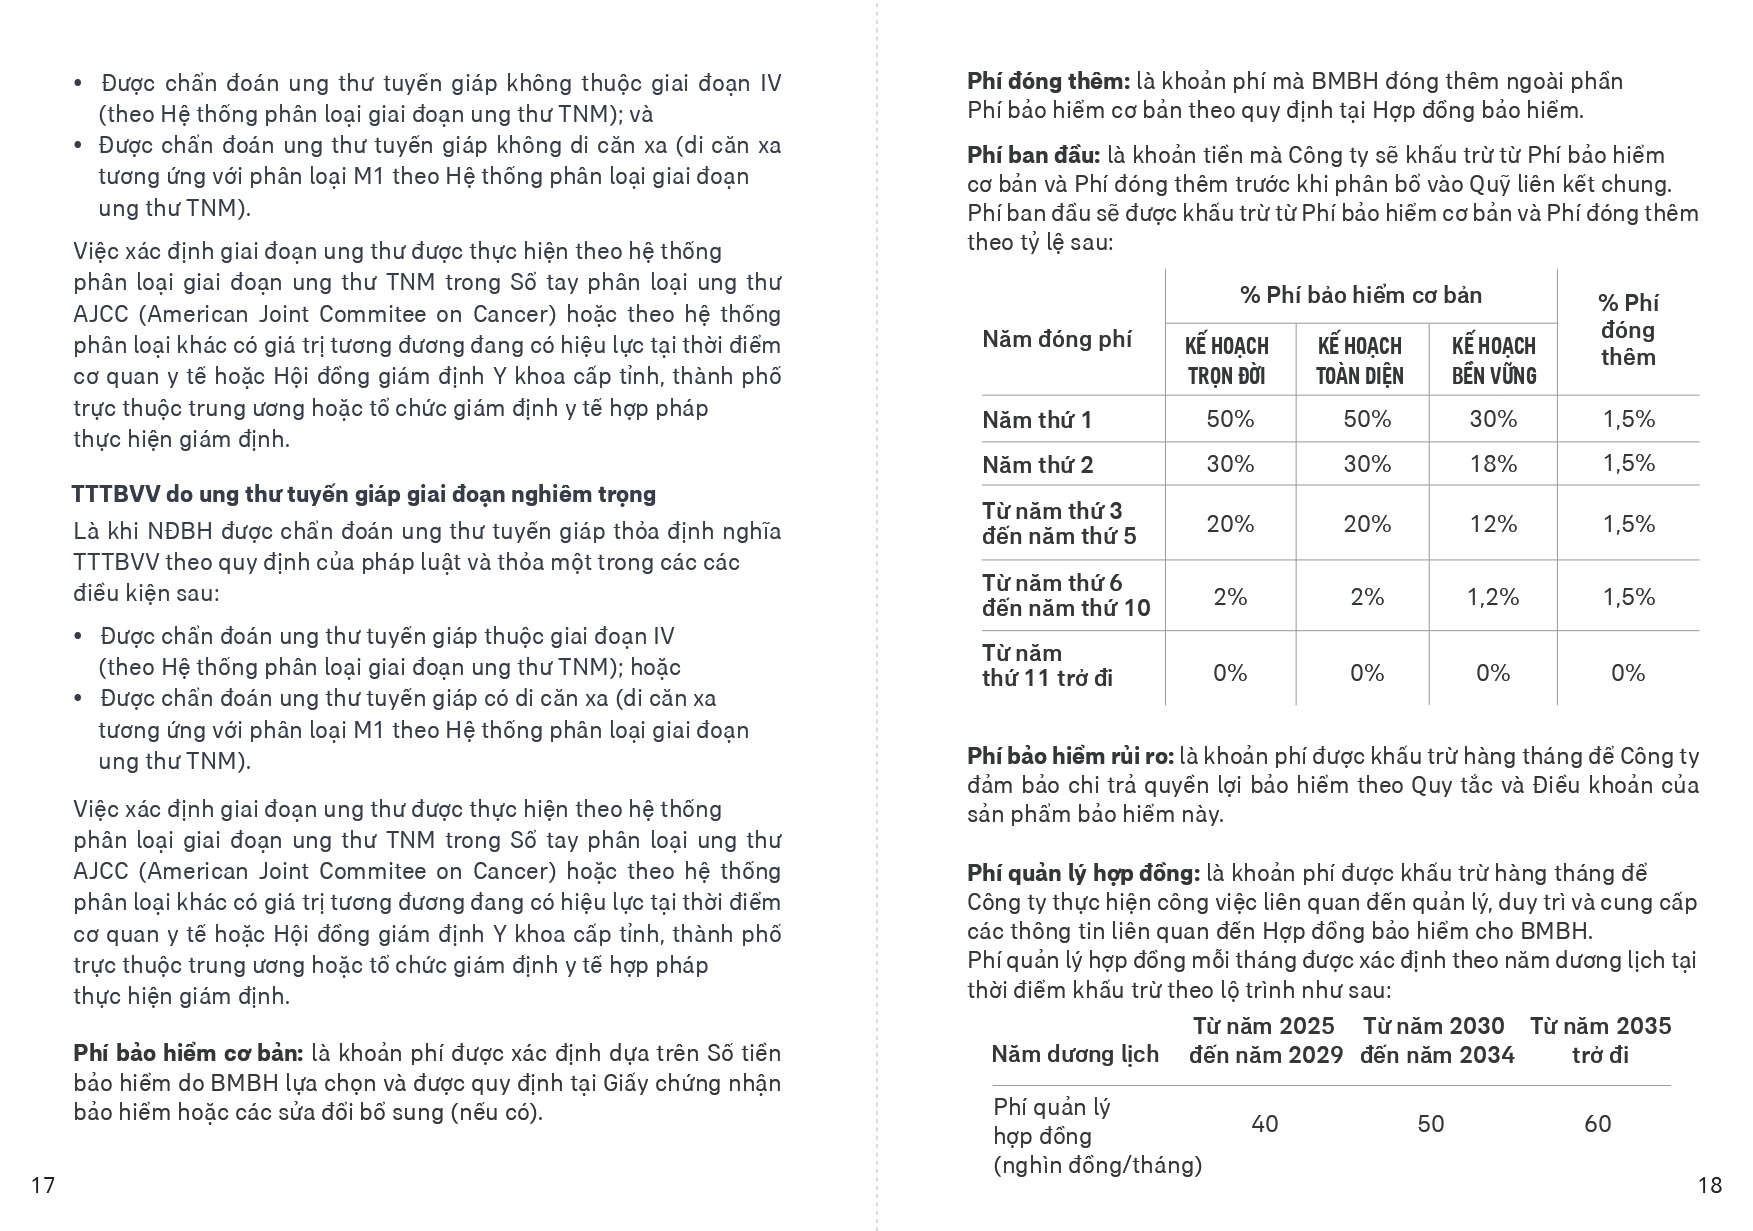 • Được chẩn đoán ung thư tuyến giáp không thuộc giai đoạn IV
(theo Hệ thống phân loại giai đoạn ung thư TNM); và
• Được chẩn đoán ung thư tuyến giáp không di căn xa (di căn xa
tương ứng với phân loại M1 theo Hệ thống phân loại giai đoạn
ung thư TNM).
Việc xác định giai đoạn ung thư được thực hiện theo hệ thống
phân loại giai đoạn ung thư TNM trong Sổ tay phân loại ung thư
AJCC (American Joint Commitee on Cancer) hoặc theo hệ thống
phân loại khác có giá trị tương đương đang có hiệu lực tại thời điểm
cơ quan y tế hoặc Hội đồng giám định Y khoa cấp tỉnh, thành phố
trực thuộc trung ương hoặc tổ chức giám định y tế hợp pháp
thực hiện giám định.
TTTBVV do ung thư tuyến giáp giai đoạn nghiêm trọng
Là khi NĐBH được chẩn đoán ung thư tuyến giáp thỏa định nghĩa
TTTBVV theo quy định của pháp luật và thỏa một trong các các
điều kiện sau:
• Được chẩn đoán ung thư tuyến giáp thuộc giai đoạn IV
(theo Hệ thống phân loại giai đoạn ung thư TNM); hoặc
• Được chẩn đoán ung thư tuyến giáp có di căn xa (di căn xa
tương ứng với phân loại M1 theo Hệ thống phân loại giai đoạn
ung thư TNM).
Việc xác định giai đoạn ung thư được thực hiện theo hệ thống
phân loại giai đoạn ung thư TNM trong Sổ tay phân loại ung thư
AJCC (American Joint Commitee on Cancer) hoặc theo hệ thống
phân loại khác có giá trị tương đương đang có hiệu lực tại thời điểm
cơ quan y tế hoặc Hội đồng giám định Y khoa cấp tỉnh, thành phố
trực thuộc trung ương hoặc tổ chức giám định y tế hợp pháp
thực hiện giám định.
Phí bảo hiểm cơ bản: là khoản phí được xác định dựa trên Số tiền
bảo hiểm do BMBH lựa chọn và được quy định tại Giấy chứng nhận
bảo hiểm hoặc các sửa đổi bổ sung (nếu có).
17
Phí đóng thêm: là khoản phí mà BMBH đóng thêm ngoài phần
Phí bảo hiểm cơ bản theo quy định tại Hợp đồng bảo hiểm.
Phí ban đầu: là khoản tiền mà Công ty sẽ khấu trừ từ Phí bảo hiểm
cơ bản và Phí đóng thêm trước khi phân bổ vào Quỹ liên kết chung.
Phí ban đầu sẽ được khấu trừ từ Phí bảo hiểm cơ bản và Phí đóng thêm
theo tỷ lệ sau:
Năm đóng phí
% Phí bảo hiểm cơ bản
% Phí
đóng
thêm
KẾ HOẠCH
TRỌN ĐỜI
KẾ HOẠCH
TOÀN DIỆN
KẾ HOẠCH
BỀN VỮNG
Năm thứ 1 50% 50% 30% 1,5%
Năm thứ 2 30% 30% 18% 1,5%
Từ năm thứ 3
đến năm thứ 5 20% 20% 12% 1,5%
Từ năm thứ 6
đến năm thứ 10 2% 2% 1,2% 1,5%
Từ năm
thứ 11 trở đi 0% 0% 0% 0%
Phí bảo hiểm rủi ro: là khoản phí được khấu trừ hàng tháng để Công ty
đảm bảo chi trả quyền lợi bảo hiểm theo Quy tắc và Điều khoản của
sản phẩm bảo hiểm này.
Phí quản lý hợp đồng: là khoản phí được khấu trừ hàng tháng để
Công ty thực hiện công việc liên quan đến quản lý, duy trì và cung cấp
các thông tin liên quan đến Hợp đồng bảo hiểm cho BMBH.
Phí quản lý hợp đồng mỗi tháng được xác định theo năm dương lịch tại
thời điểm khấu trừ theo lộ trình như sau:
Năm dương lịch
Từ năm 2025
đến năm 2029
Từ năm 2030
đến năm 2034
Từ năm 2035
trở đi
Phí quản lý
hợp đồng
(nghìn đồng/tháng)
40 50 60
18